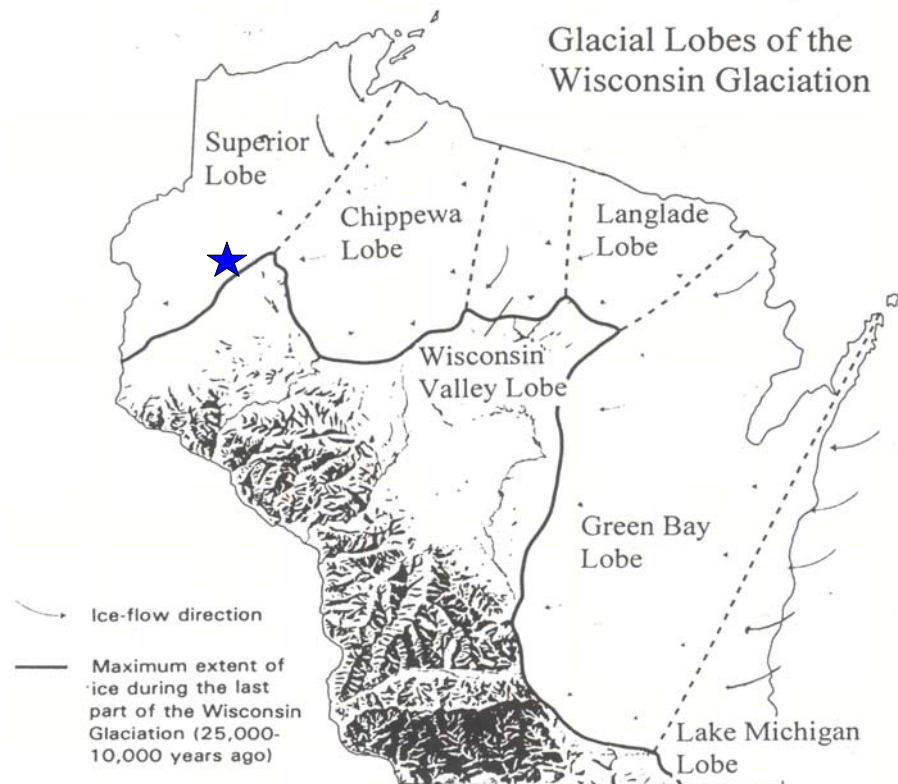 Glacial Lobes of the
Wisconsin Glaciation
Superior
Lobe
Chippewa
Lobe
Langlade
Lobe
Wisconsin
Valley Lobe
Green Bay
Lobe
Ice-flow direction
Maximum extent of
ice during the last
part of the Wisconsin
Glaciation (25,000-
10,000 years ago)
Lake Michigan
Lobe